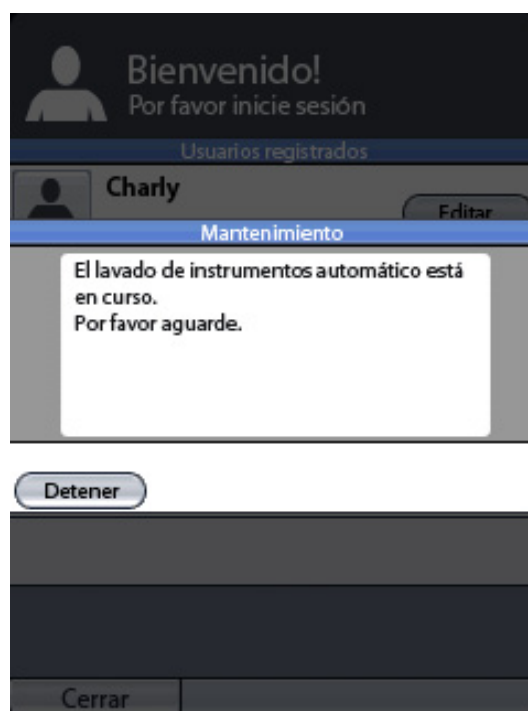 Bienvenido!
Por favor inicie sesión
Usuarios registrados
Charly
Editar
Mantenimiento
El lavado de instrumentos automático está
en curso.
Por favor aguarde.
Detener
Cerrar